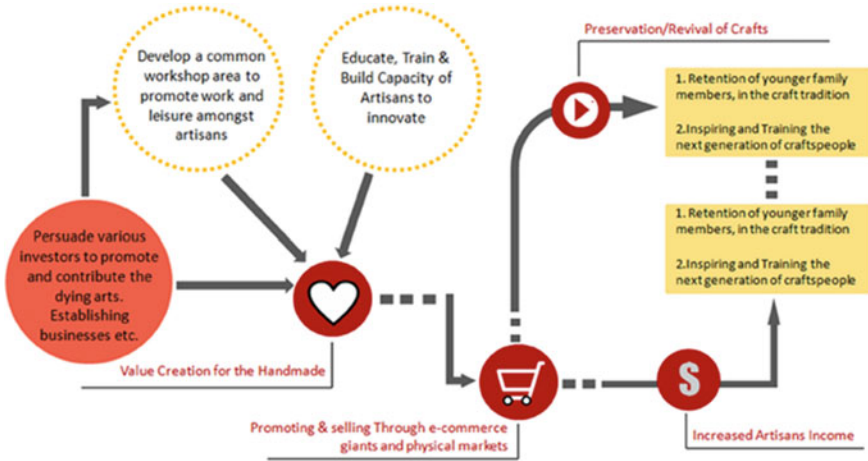 Develop a common
workshop area to
promote work and
leisure amongst
artisans
Educate, Train &
Build Capacity of
Artisans to
innovate
Preservation/Revival of Crafts
1. Retention of younger family
members, in the craft tradition
2.Inspiring and Training the
next generation of craftspeople
Persuade various
investors to promote
and contribute the
dying arts.
Establishing
businesses etc.
1. Retention of younger family
members, in the craft tradition
2.Inspiring and Training the
next generation of craftspeople
Value Creation for the Handmade
$
Promoting & selling Through e-commerce
giants and physical markets
Increased Artisans Income